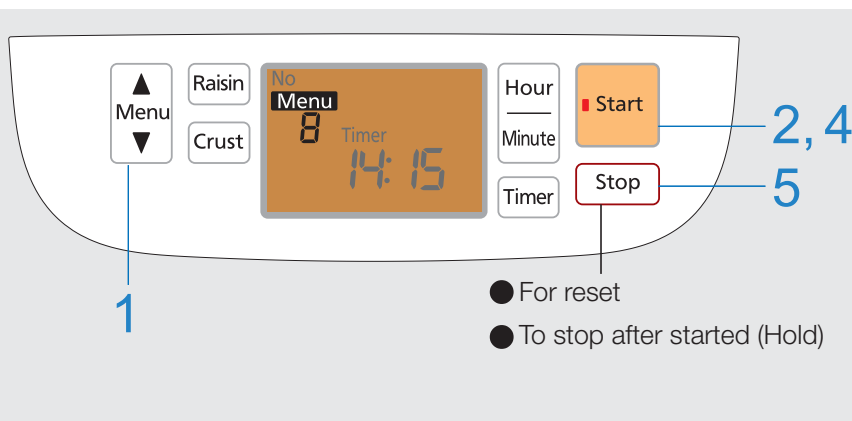 Menu
Raisin
Crust
No
Menu
8
Timer
14:15
Hour
Minute
Timer
Start
Stop
2, 4
5
1
For reset
To stop after started (Hold)